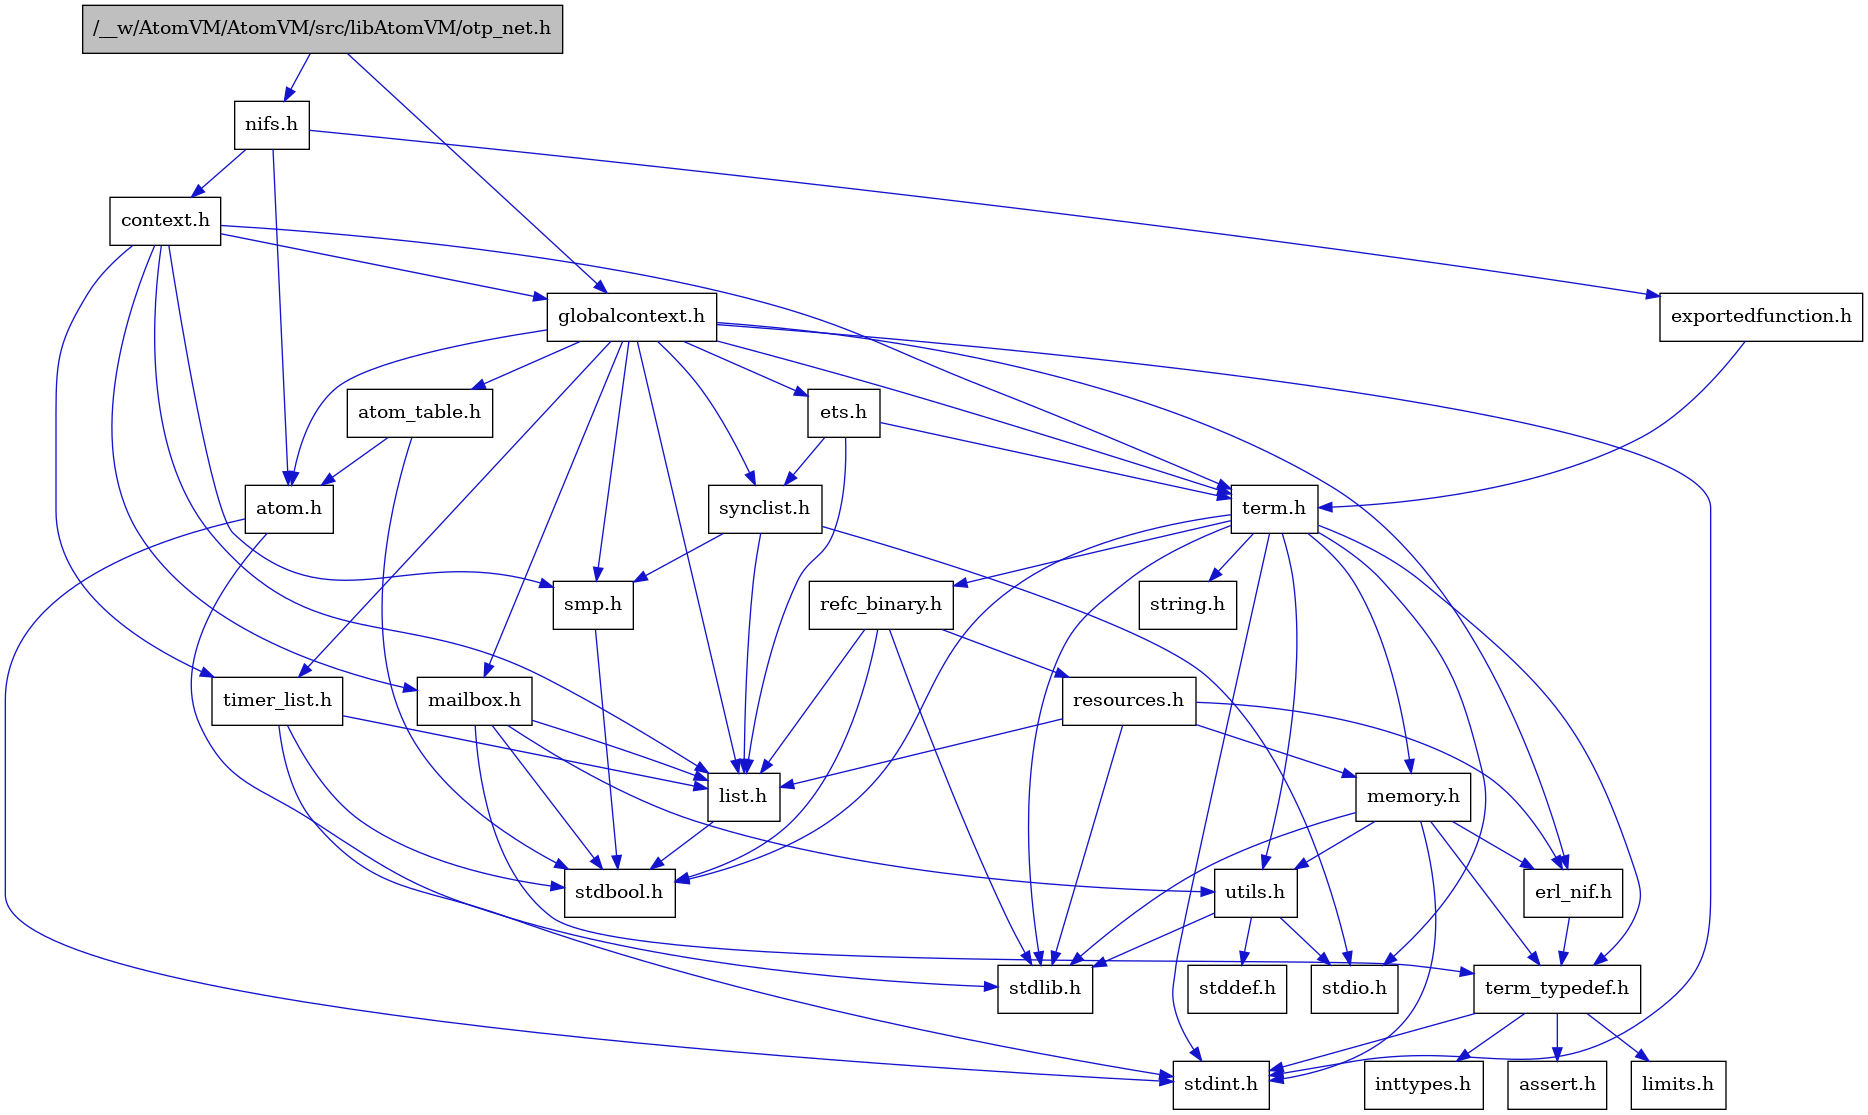 /__w/AtomVM/AtomVM/src/libAtomVM/otp_net.h
nifs.h
context.h
globalcontext.h
exportedfunction.h
atom_table.h
ets.h
atom.h
synclist.h
term.h
smp.h
refc_binary.h
string.h
timer_list.h
mailbox.h
resources.h
list.h
memory.h
stdbool.h
utils.h
erl_nif.h
stdlib.h
stddef.h
stdio.h
term_typedef.h
stdint.h
inttypes.h
assert.h
limits.h